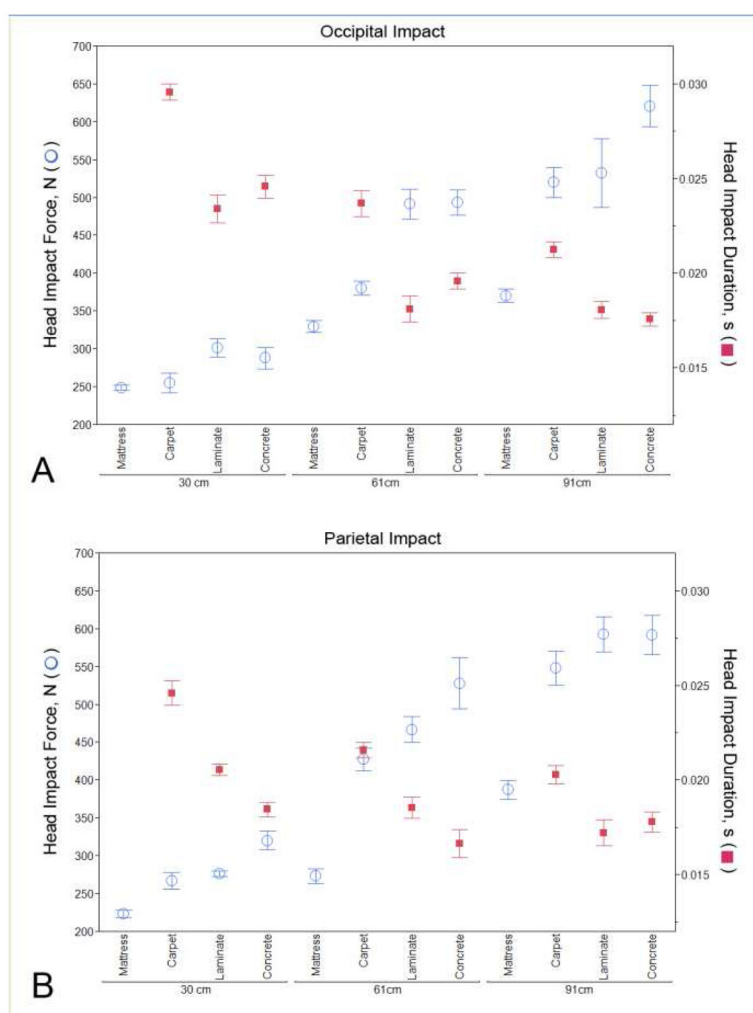 Occipital Impact
700
650
600
550
500
450
400
350
300
250
200
Head Impact Force, N (○)
0.030
0.025
0.020
0.015
Head Impact Duration, s (■)
Mattress
Carpet
Laminate
Concrete
Mattress
Carpet
Laminate
Concrete
Mattress
Carpet
Laminate
Concrete
30 cm
61cm
91cm
A
Parietal Impact
700
650
600
550
500
450
400
350
300
250
200
Head Impact Force, N (○)
0.030
0.025
0.020
0.015
Head Impact Duration, s (■)
Mattress
Carpet
Laminate
Concrete
Mattress
Carpet
Laminate
Concrete
Mattress
Carpet
Laminate
Concrete
30 cm
61cm
91cm
B